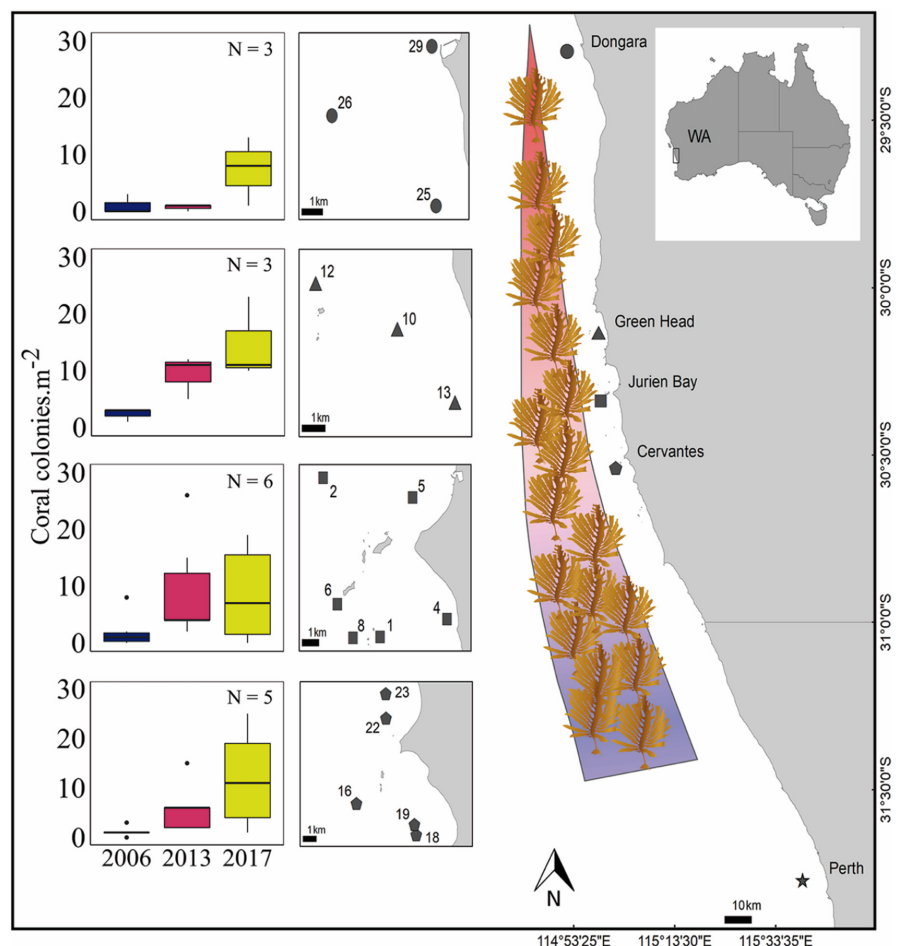 Coral colonies.m⁻²
30
20
10
0
N = 3
29
26
25
1km
30
20
10
0
N = 3
12
10
13
1km
30
20
10
0
N = 6
2
5
6
4
8
1
1km
30
20
10
0
N = 5
23
22
16
19
18
1km
2006 2013 2017
Dongara
Green Head
Jurien Bay
Cervantes
Perth
WA
N
10km
29°30'0"S
30°0'0"S
30°30'0"S
31°0'0"S
31°30'0"S
114°53'25"E 115°13'30"E 115°33'35"E